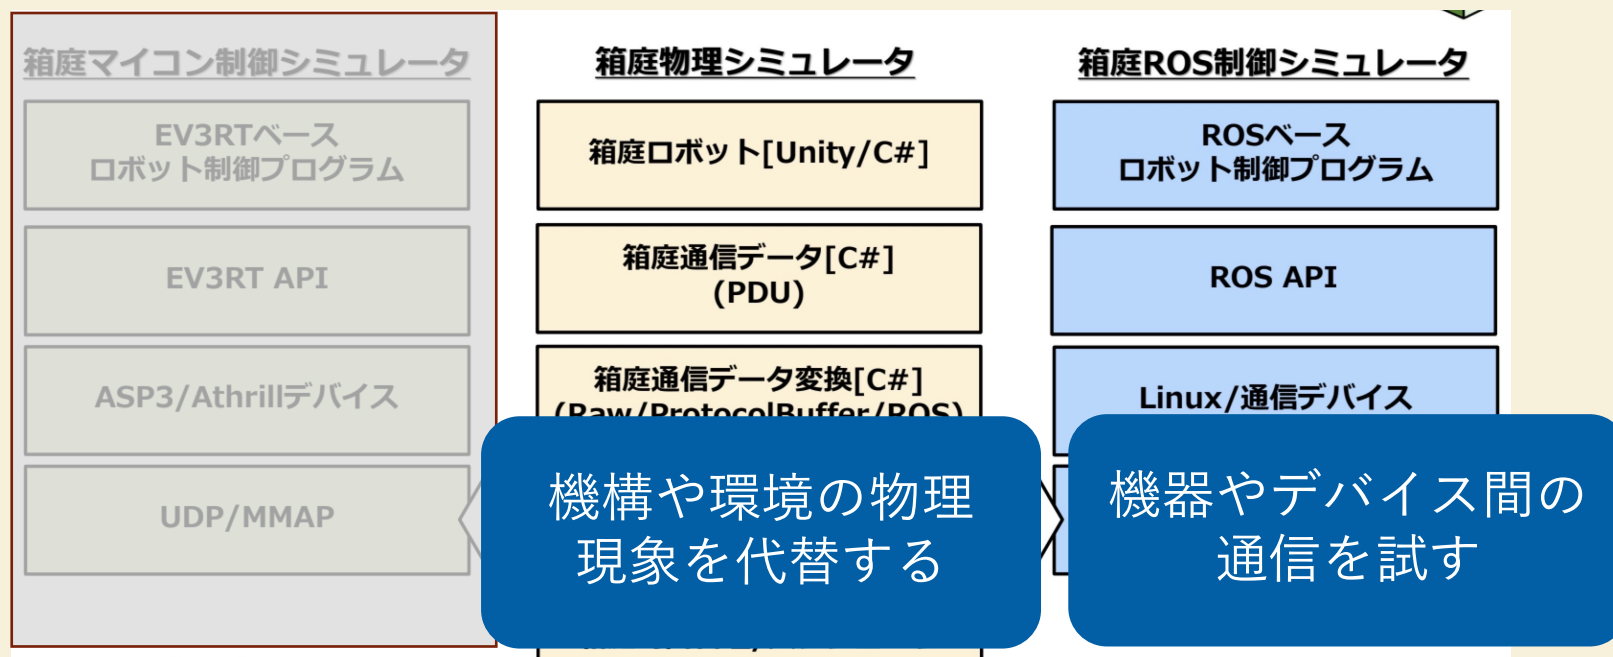 箱庭マイコン制御シミュレータ
EV3RTベース
ロボット制御プログラム
EV3RT API
ASP3/Athrillデバイス
UDP/MMAP
箱庭物理シミュレータ
箱庭ロボット[Unity/C#]
箱庭通信データ[C#]
(PDU)
箱庭通信データ変換[C#]
(Raw/ProtocolBuffer/ROS)
機構や環境の物理
現象を代替する
箱庭ROS制御シミュレータ
ROSベース
ロボット制御プログラム
ROS API
Linux/通信デバイス
機器やデバイス間の
通信を試す